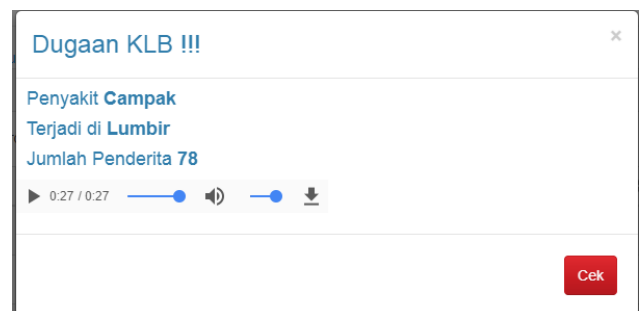 Dugaan KLB !!!
×
Penyakit Campak
Terjadi di Lumbir
Jumlah Penderita 78
0:27 / 0:27
Cek